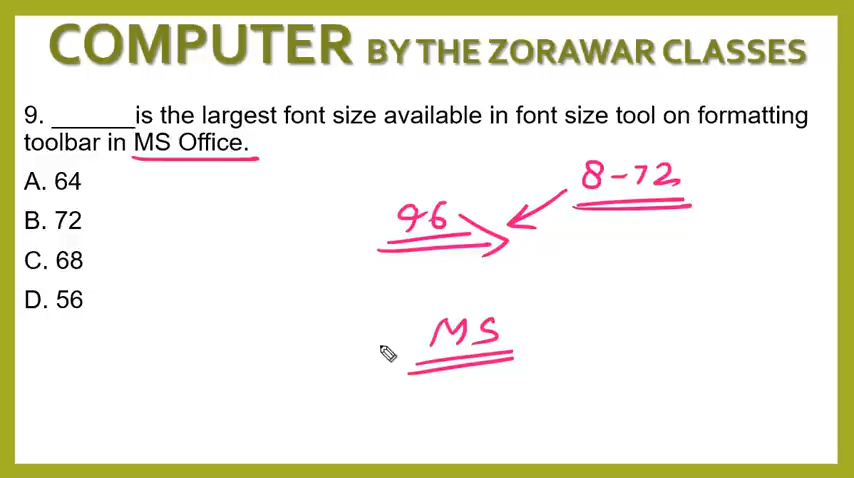 COMPUTER BY THE ZORAWAR CLASSES
9. ______is the largest font size available in font size tool on formatting
toolbar in MS Office.
A. 64
B. 72
C. 68
D. 56
8-72
96
MS